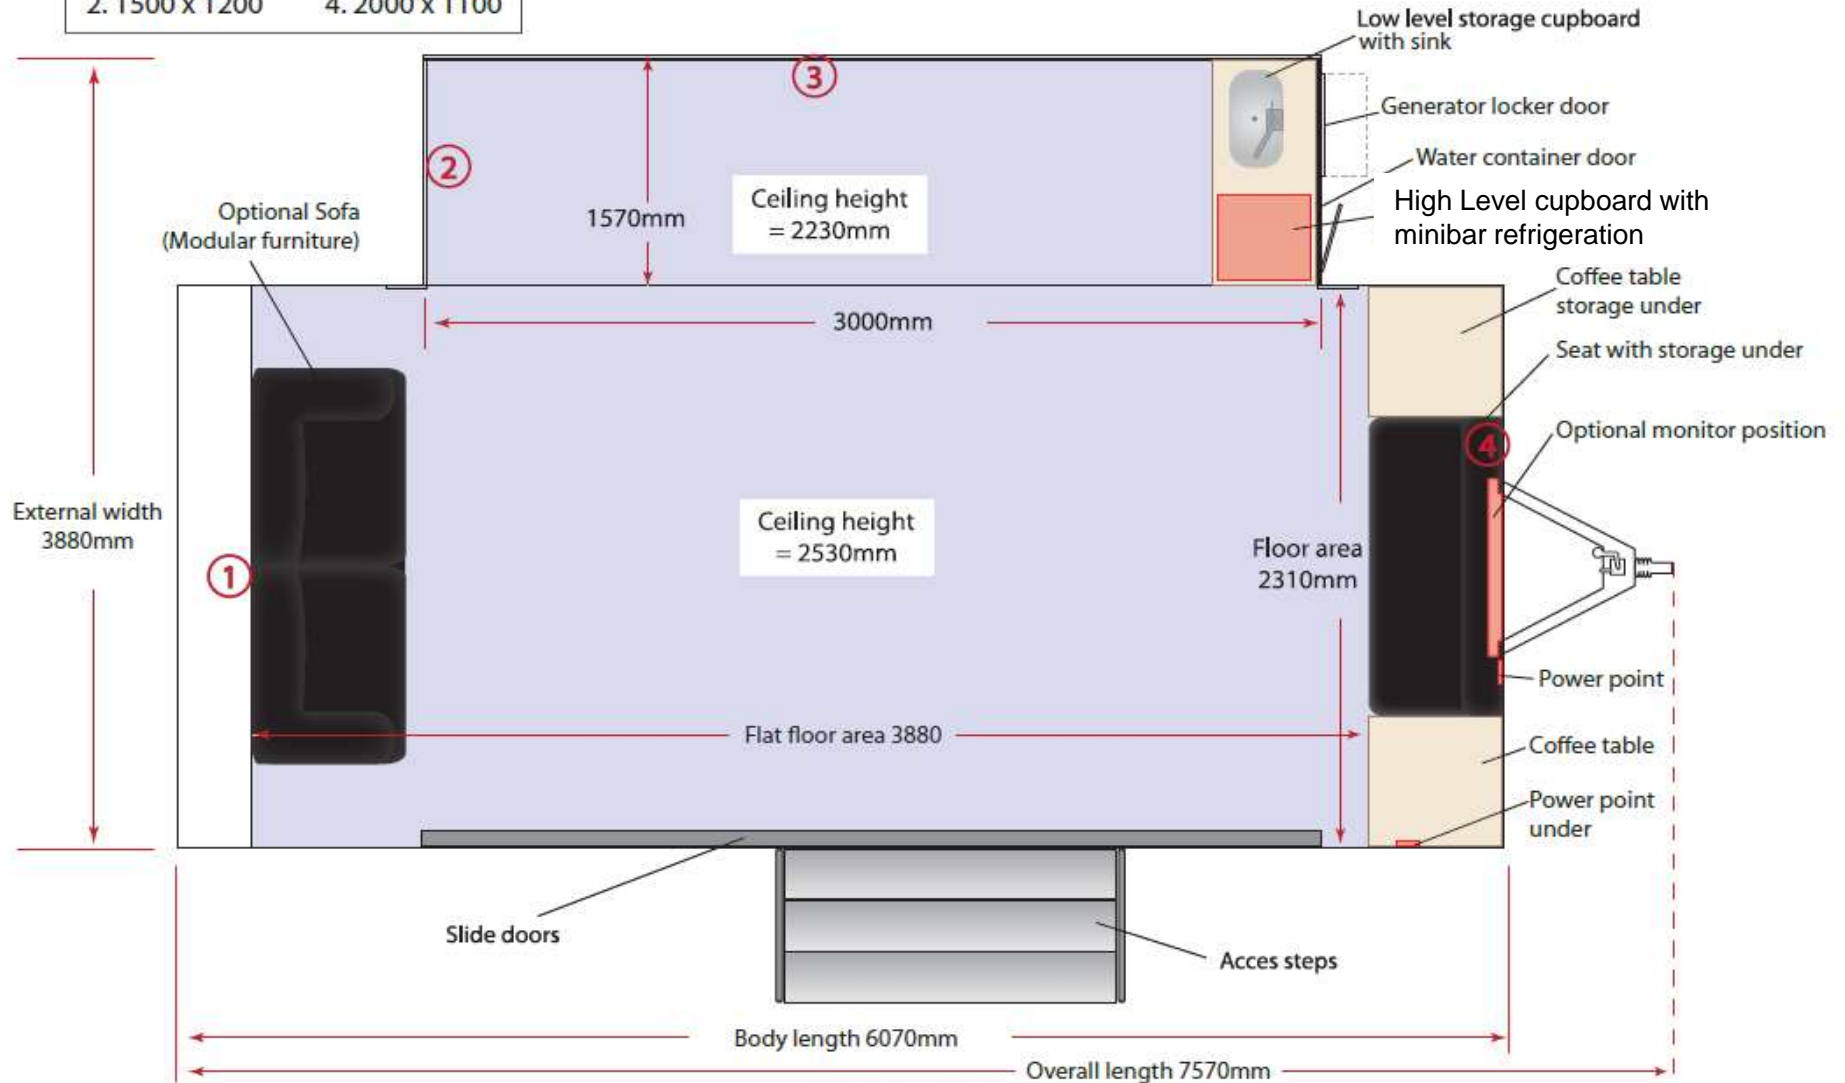 2. 1500 x 1200 4. 2000 x 1100
Low level storage cupboard
with sink
3
Generator locker door
2
Water container door
Optional Sofa
(Modular furniture)
1570mm
Ceiling height
= 2230mm
High Level cupboard with
minibar refrigeration
Coffee table
storage under
3000mm
Seat with storage under
4
Optional monitor position
External width
3880mm
Ceiling height
= 2530mm
Floor area
2310mm
1
Power point
Flat floor area 3880
Coffee table
Power point
under
Slide doors
Acces steps
Body length 6070mm
Overall length 7570mm